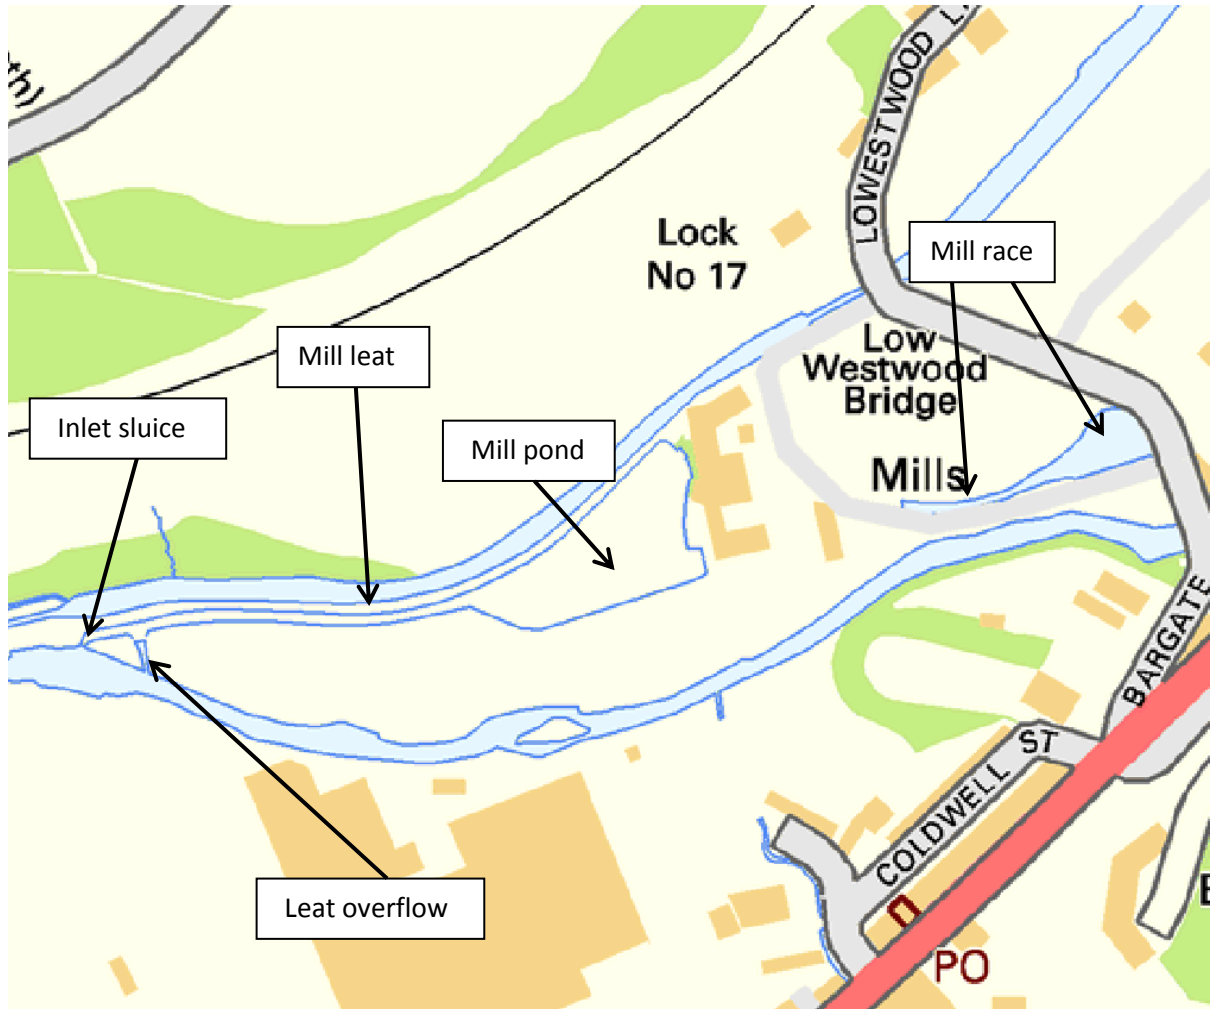 th)
LOWESTWOOD
Lock
No 17
Mill race
Mill leat
Low
Westwood
Bridge
Inlet sluice
Mill pond
Mills
BARGATE
COLDWELL ST
Leat overflow
PO